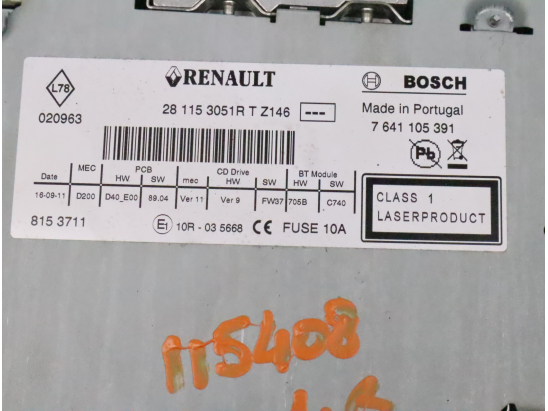 L78
RENAULT
BOSCH
020963
28 115 3051R T Z146
---
Made in Portugal
7 641 105 391
Pb
Date MEC PCB HW SW mec CD Drive HW SW BT Module HW SW
16-09-11 D200 D40_E00 89.04 Ver 11 Ver 9 FW37 705B C740
CLASS 1
LASERPRODUCT
815 3711
E1 10R - 03 5668 CE FUSE 10A
115408